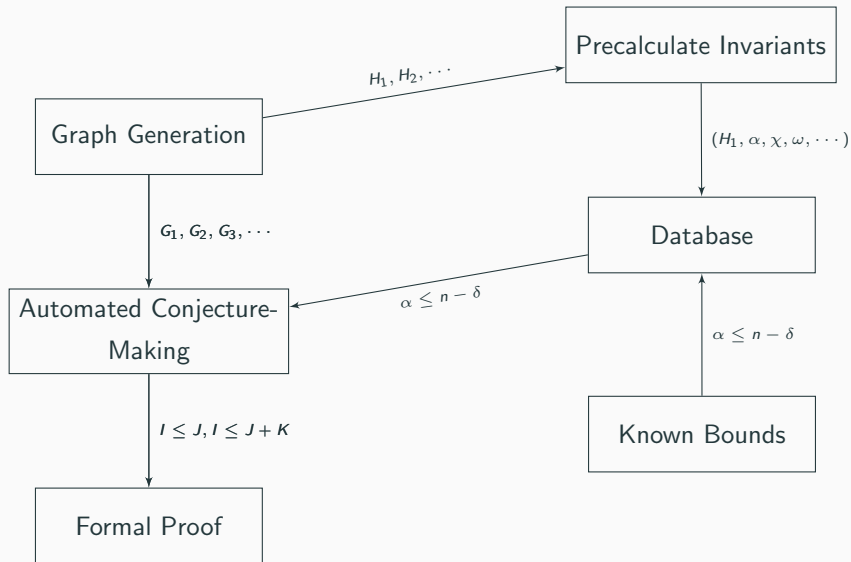 Precalculate Invariants
H₁, H₂, ···
Graph Generation
(H₁, α, χ, ω, ···)
G₁, G₂, G₃, ···
Database
Automated Conjecture-
Making
α ≤ n − δ
α ≤ n − δ
I ≤ J, I ≤ J + K
Known Bounds
Formal Proof